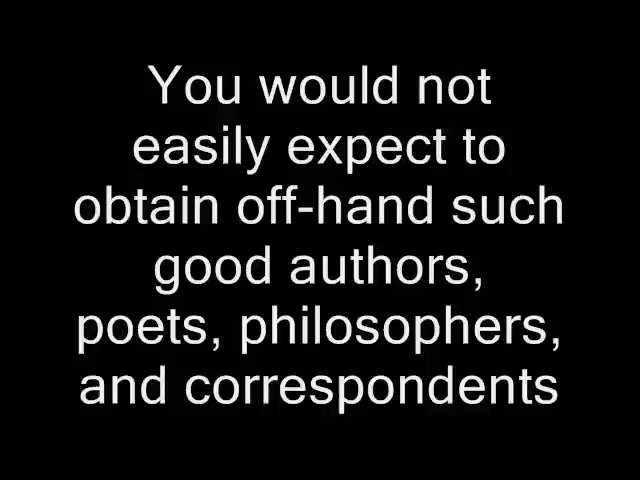 You would not
easily expect to
obtain off-hand such
good authors,
poets, philosophers,
and correspondents